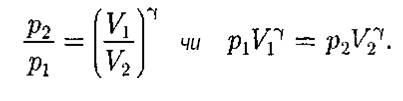 p₂/p₁ = (V₁/V₂)^γ чи p₁V₁^γ = p₂V₂^γ.